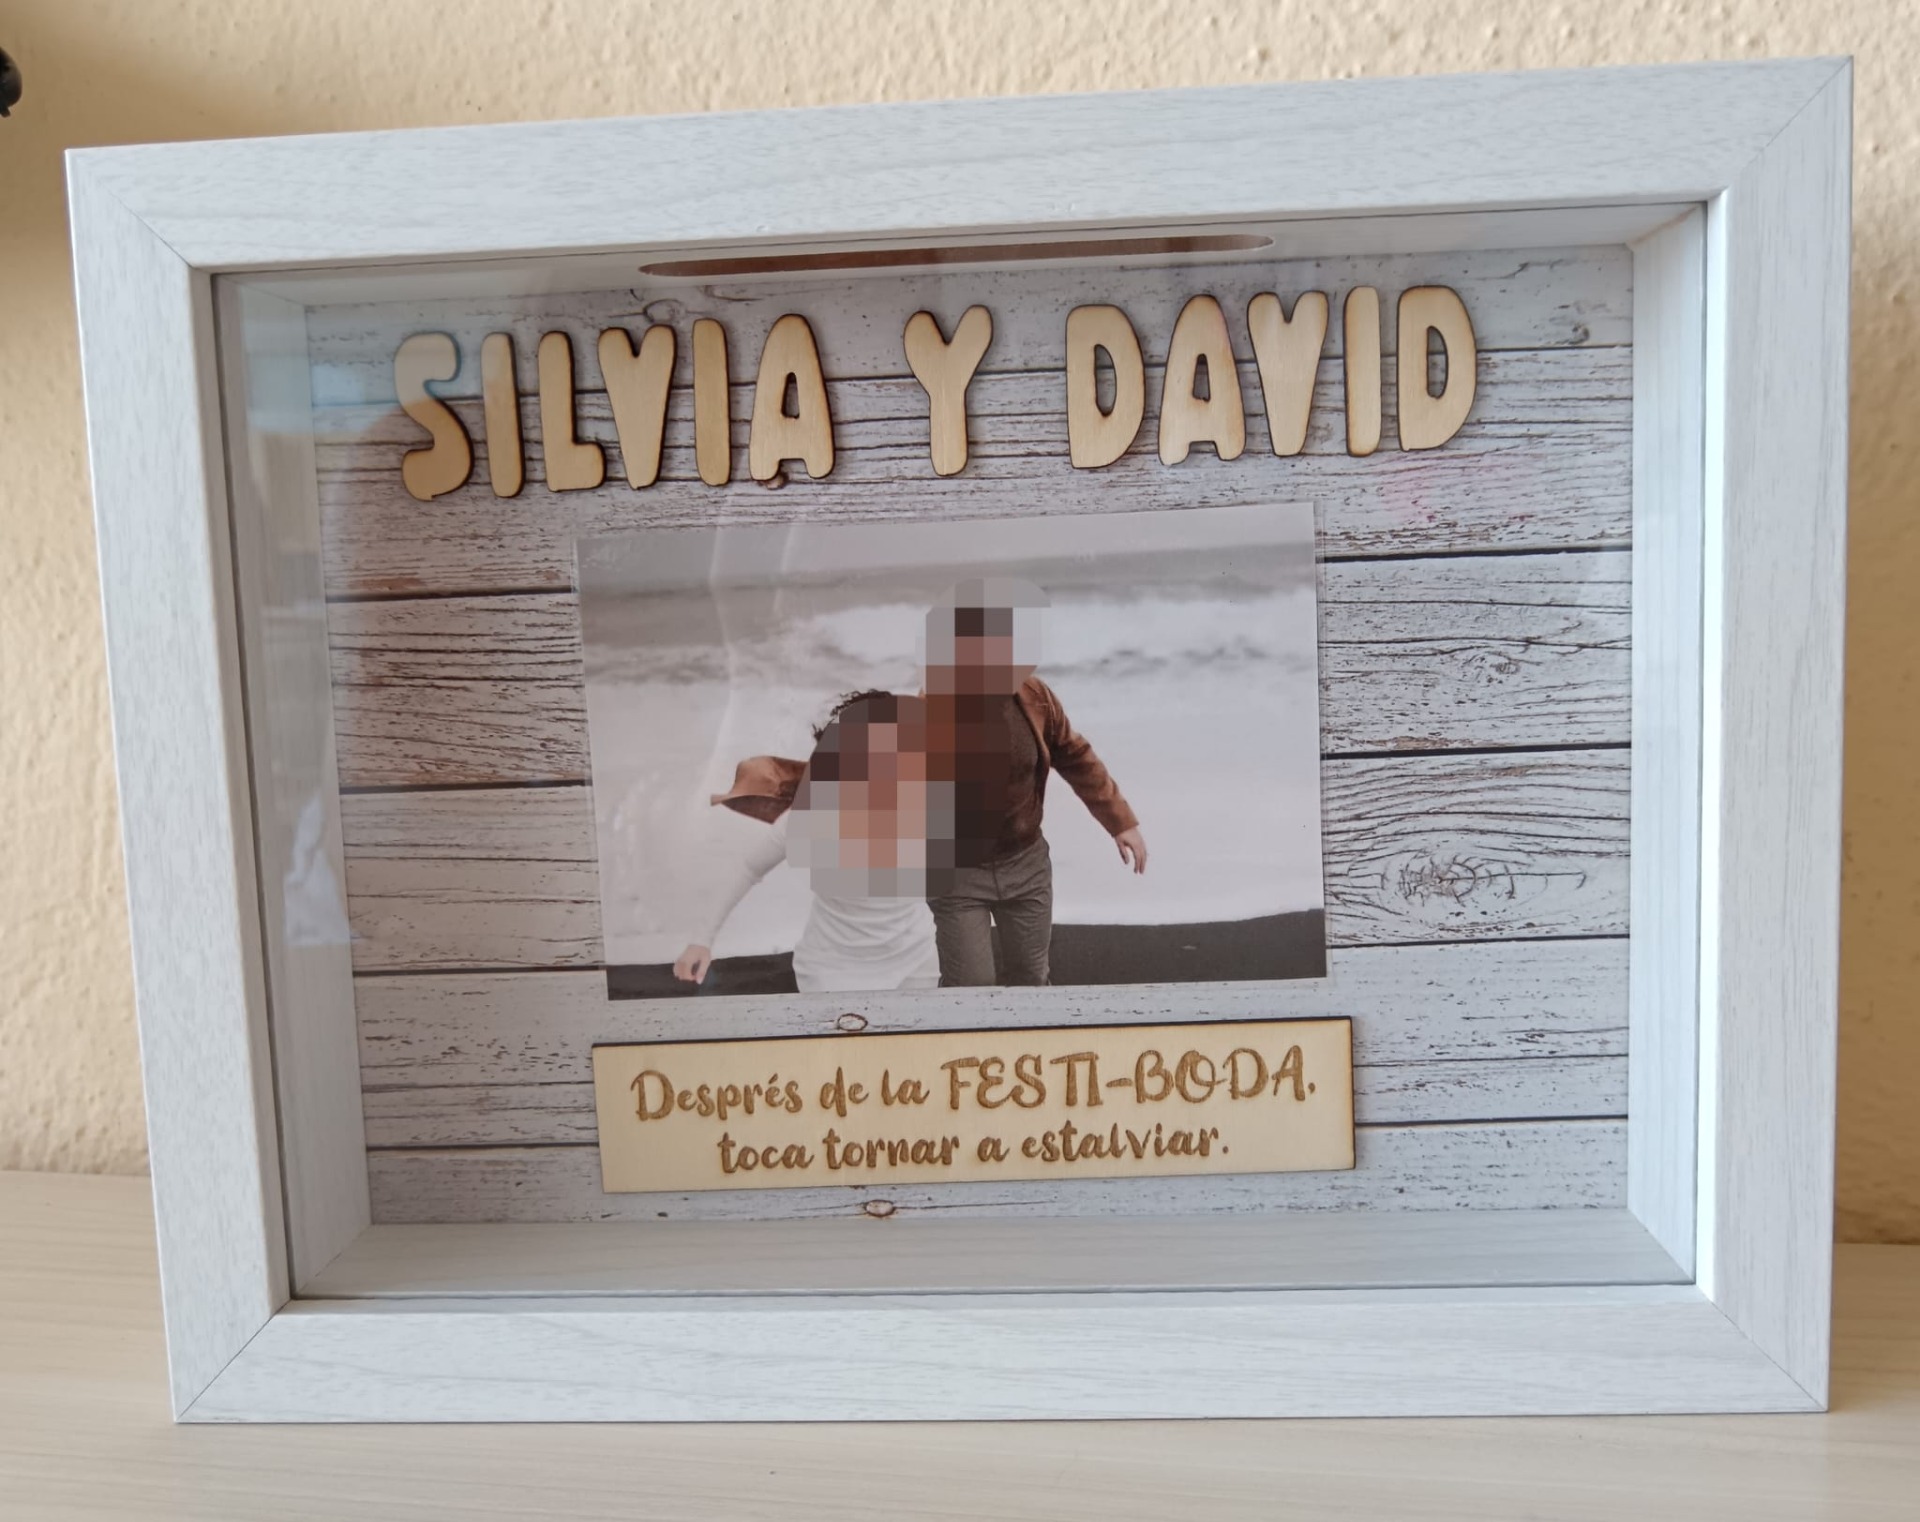 SILVIA Y DAVID
Després de la FESTI-BODA,
toca tornar a estalviar.